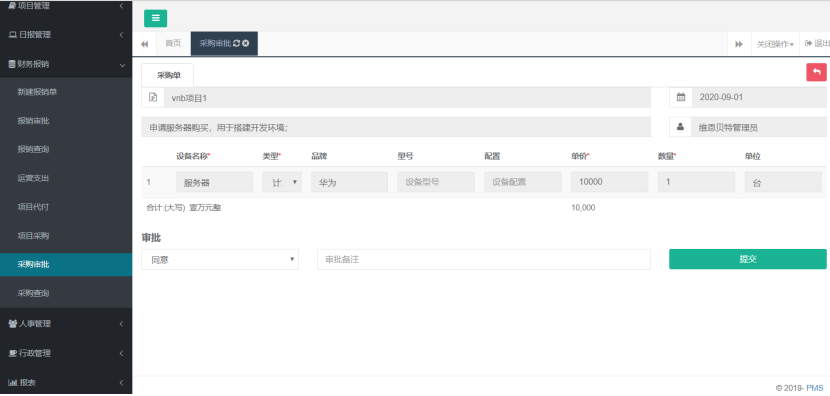 项目管理
日报管理
财务报销
新建报销单
报销审批
报销查询
运营支出
项目代付
项目采购
采购审批
采购查询
人事管理
行政管理
报表
首页 采购审批 关闭操作 退出
采购单
vnb项目1 2020-09-01
申请服务器购买，用于搭建开发环境; 维恩贝特管理员
设备名称* 类型* 品牌 型号 配置 单价* 数量* 单位
1 服务器 计 华为 设备型号 设备配置 10000 1 台
合计:(大写) 壹万元整 10,000
审批
同意 审批备注 提交
© 2019- PMS